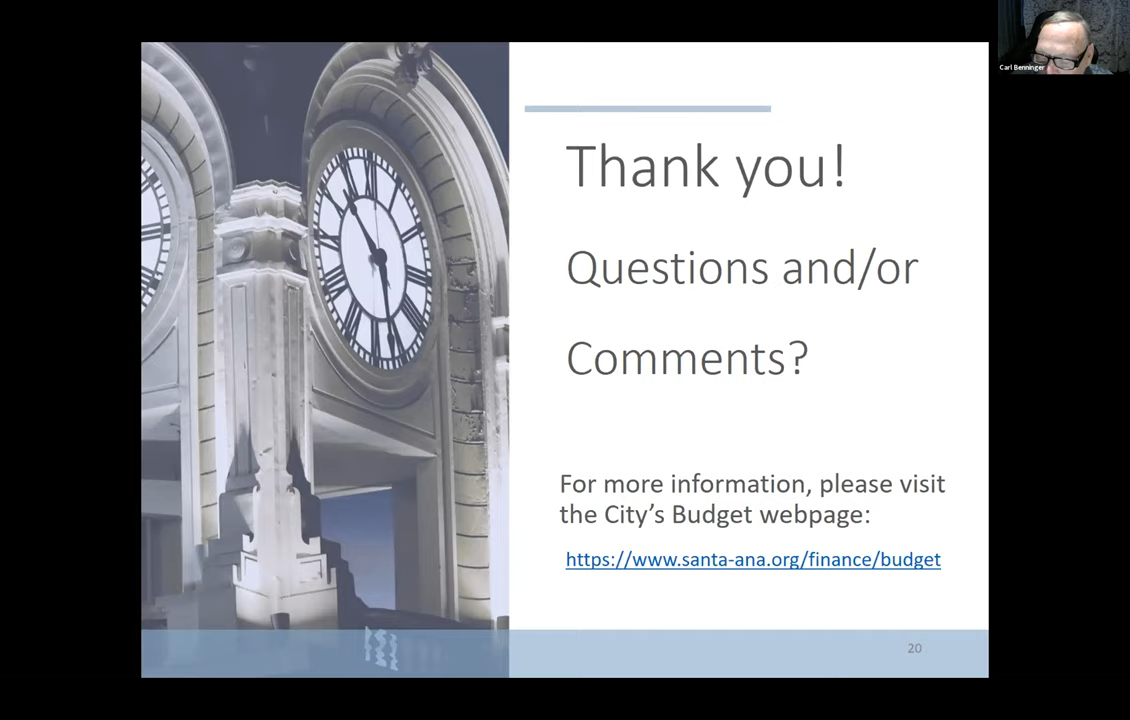 Carl Benninger
Thank you!
Questions and/or
Comments?
For more information, please visit
the City's Budget webpage:
https://www.santa-ana.org/finance/budget
20